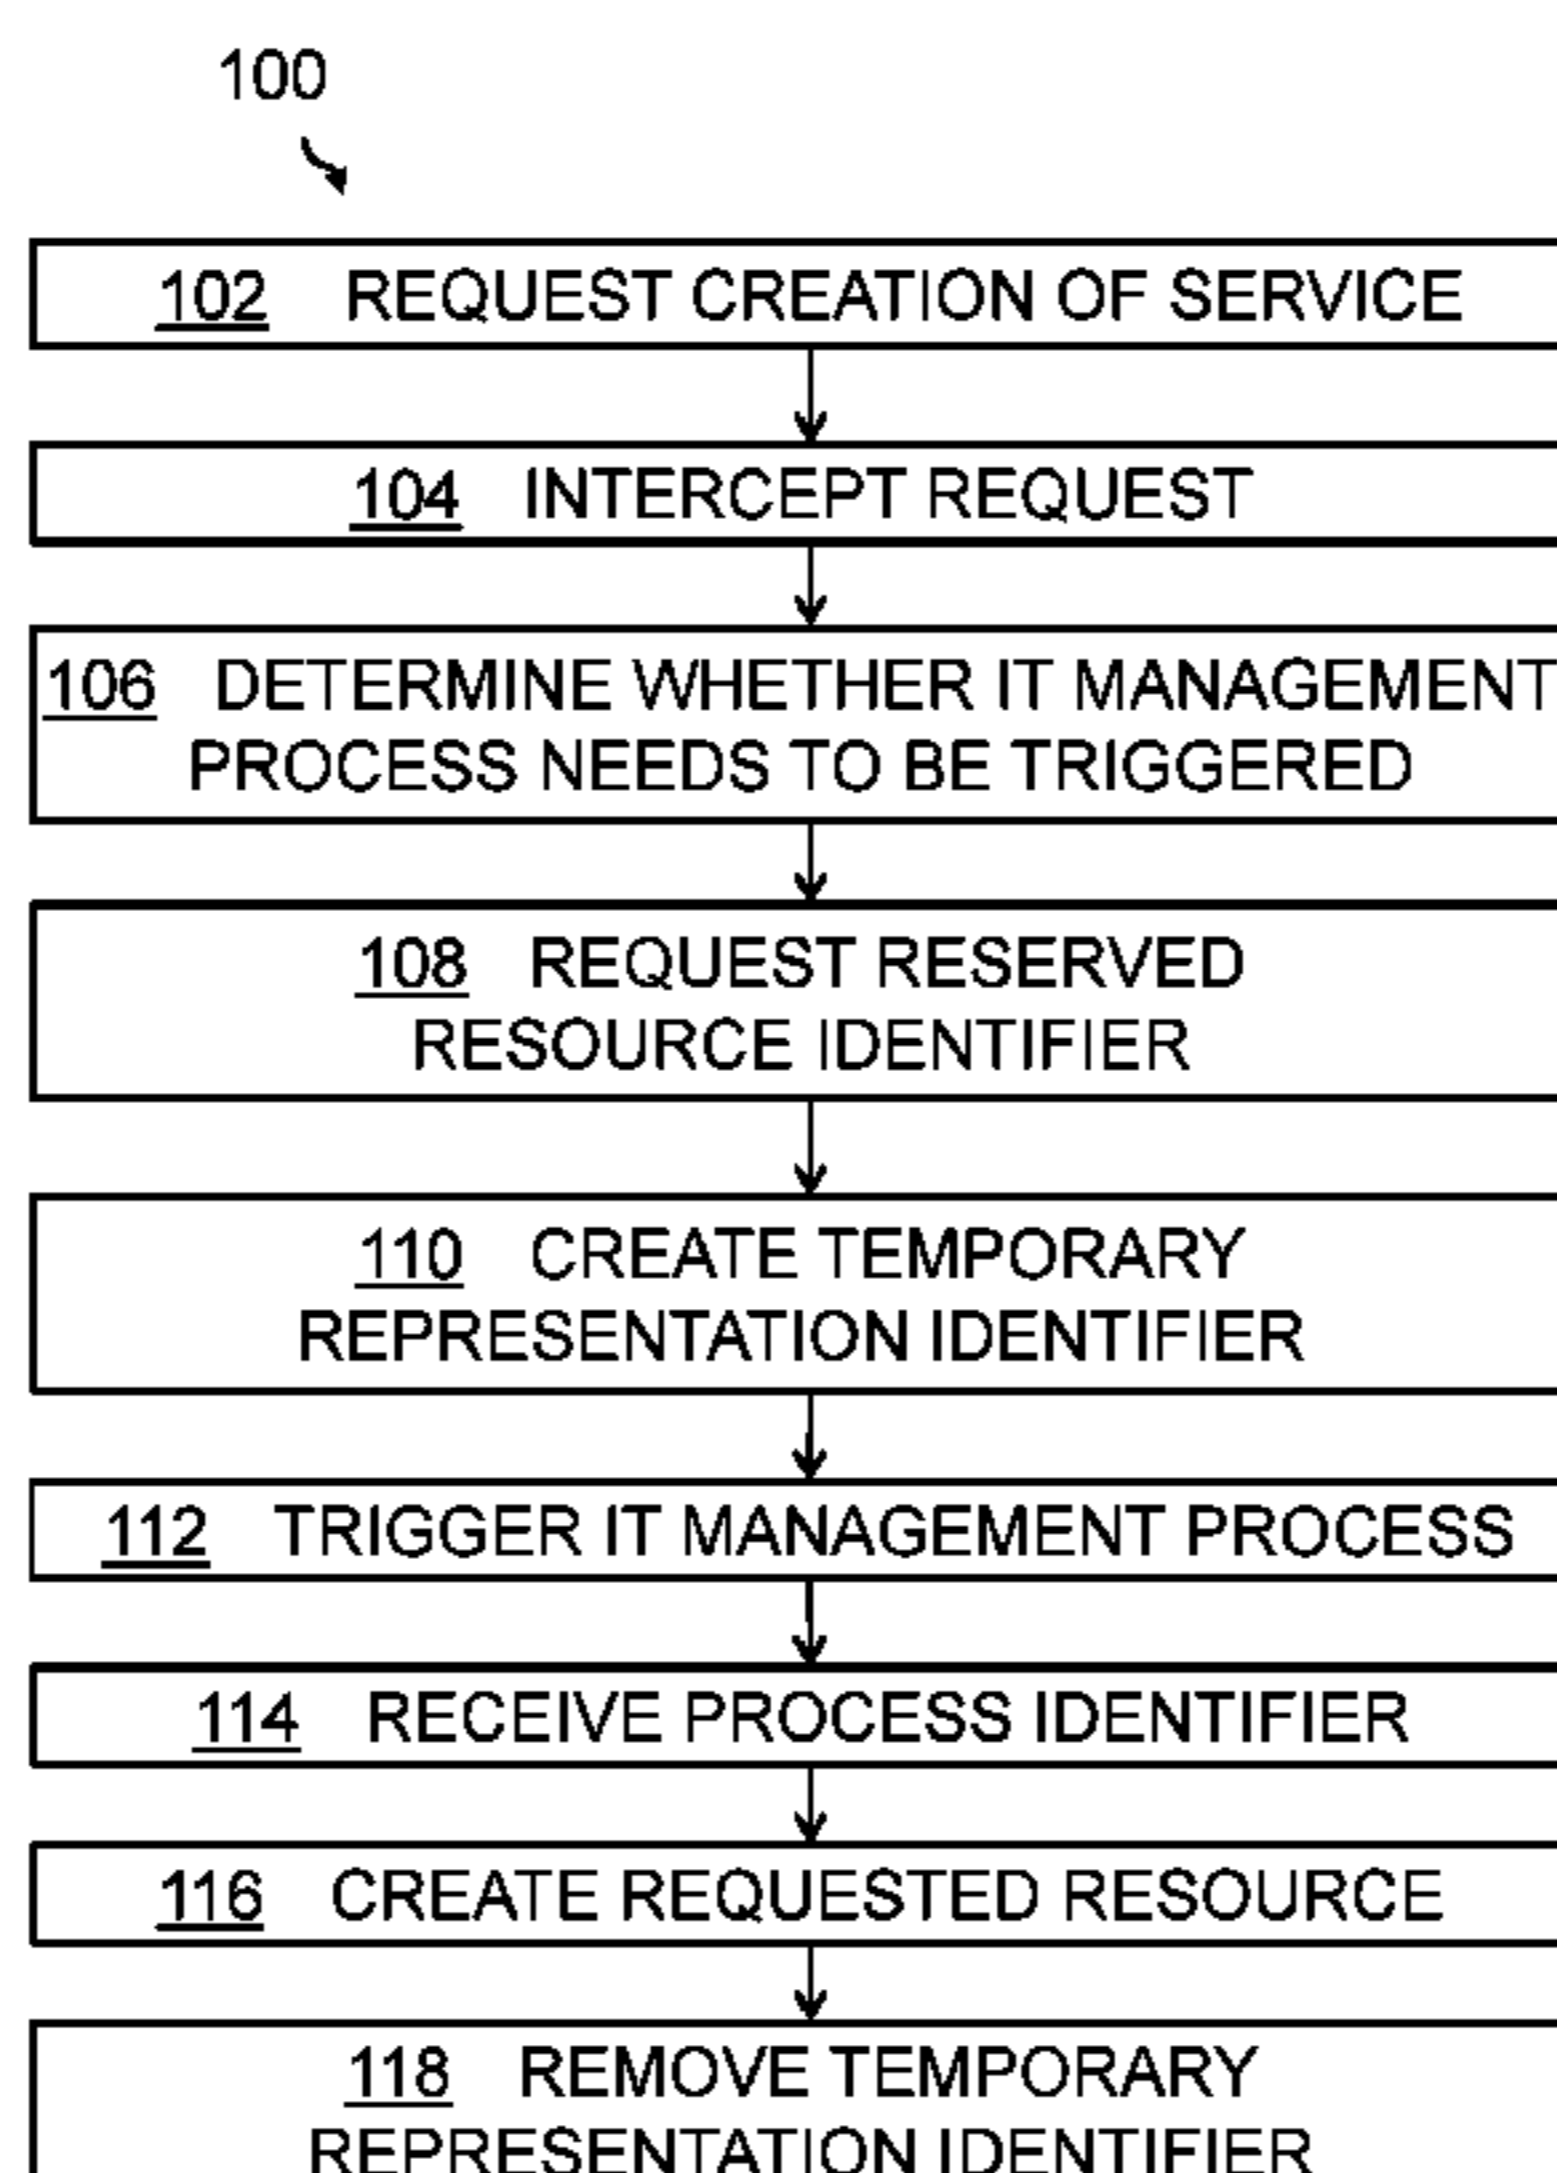 100
102 REQUEST CREATION OF SERVICE
104 INTERCEPT REQUEST
106 DETERMINE WHETHER IT MANAGEMENT
PROCESS NEEDS TO BE TRIGGERED
108 REQUEST RESERVED
RESOURCE IDENTIFIER
110 CREATE TEMPORARY
REPRESENTATION IDENTIFIER
112 TRIGGER IT MANAGEMENT PROCESS
114 RECEIVE PROCESS IDENTIFIER
116 CREATE REQUESTED RESOURCE
118 REMOVE TEMPORARY
REPRESENTATION IDENTIFIER